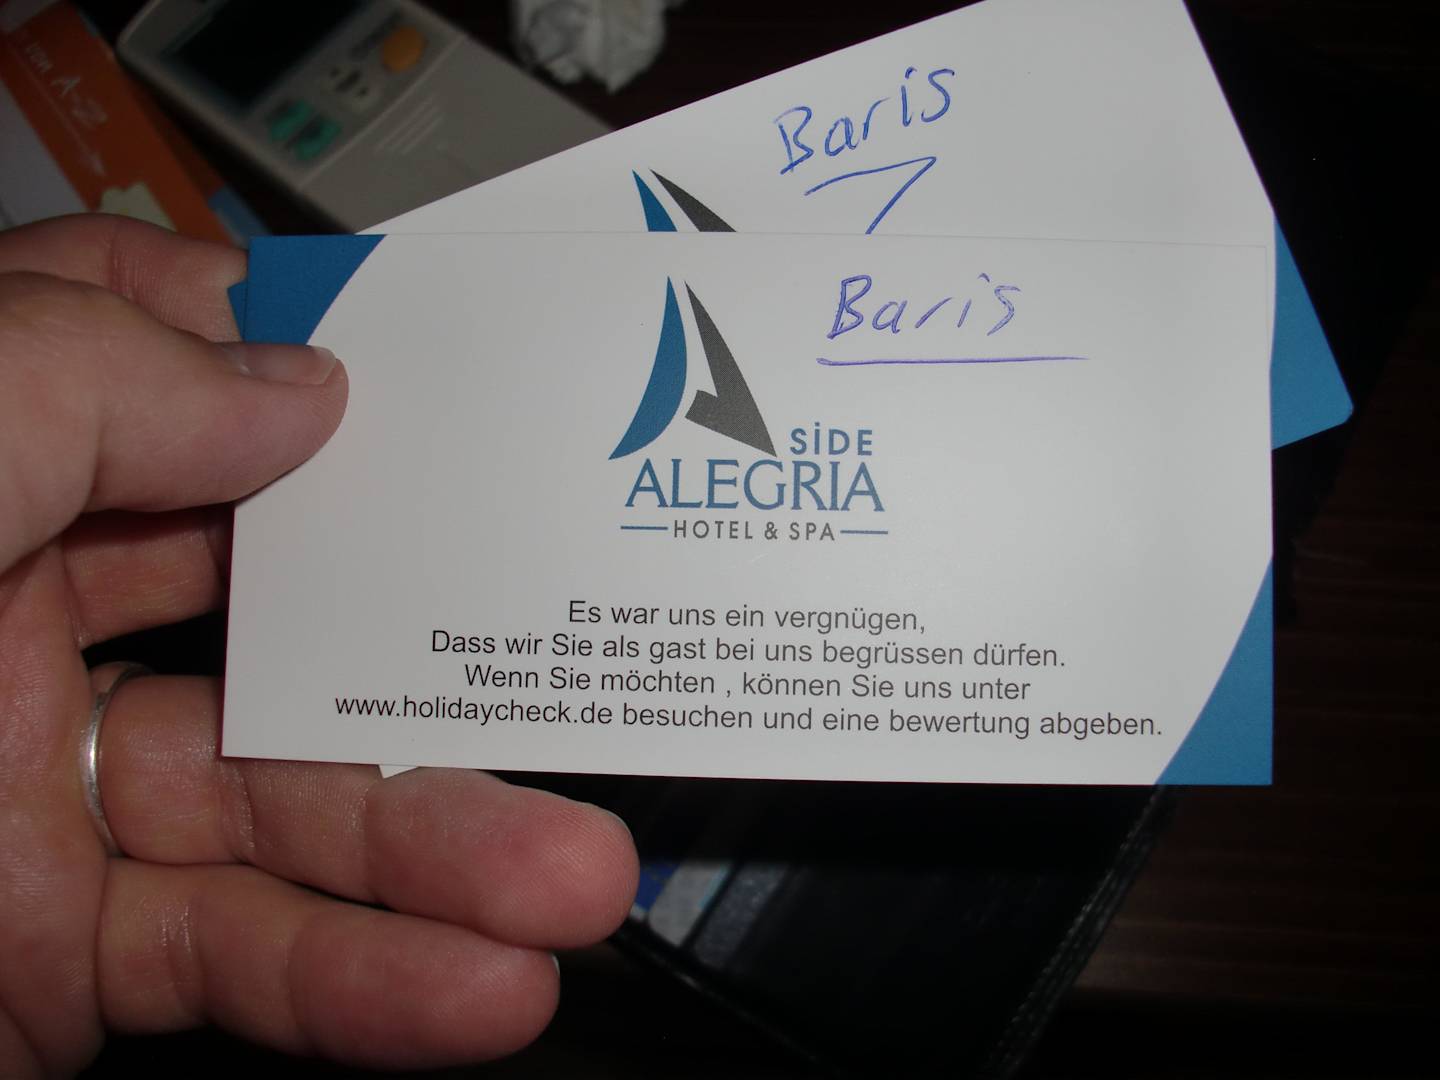 von A-Z
Baris
Baris
SİDE
ALEGRIA
HOTEL & SPA
Es war uns ein vergnügen,
Dass wir Sie als gast bei uns begrüssen dürfen.
Wenn Sie möchten , können Sie uns unter
www.holidaycheck.de besuchen und eine bewertung abgeben.